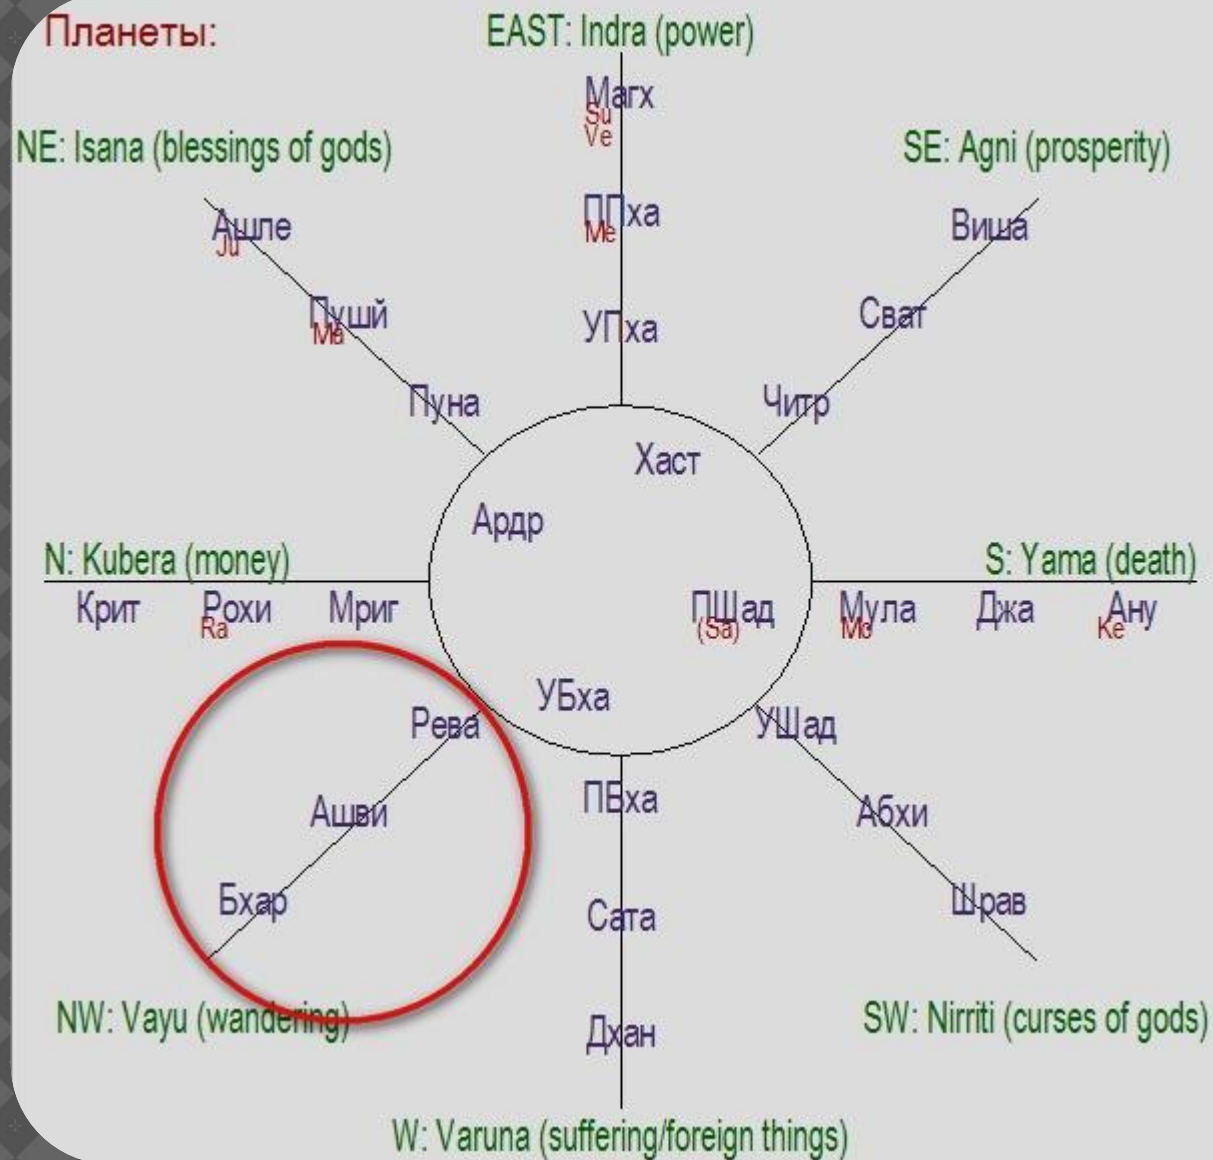 Планеты:
EAST: Indra (power)
Магх
Su
Ve
NE: Isana (blessings of gods)
SE: Agni (prosperity)
Ашле
Ju
ППха
Me
Виша
Пушй
Ma
УПха
Сват
Пуна
Читр
Хаст
Ардр
N: Kubera (money)
S: Yama (death)
Крит
Рохи
Ra
Мриг
ПШад
(Sa)
Мула
Mo
Джа
Ану
Ke
УБха
Рева
УШад
ПБха
Ашви
Абхи
Бхар
Сата
Шрав
NW: Vayu (wandering)
Дхан
SW: Nirriti (curses of gods)
W: Varuna (suffering/foreign things)